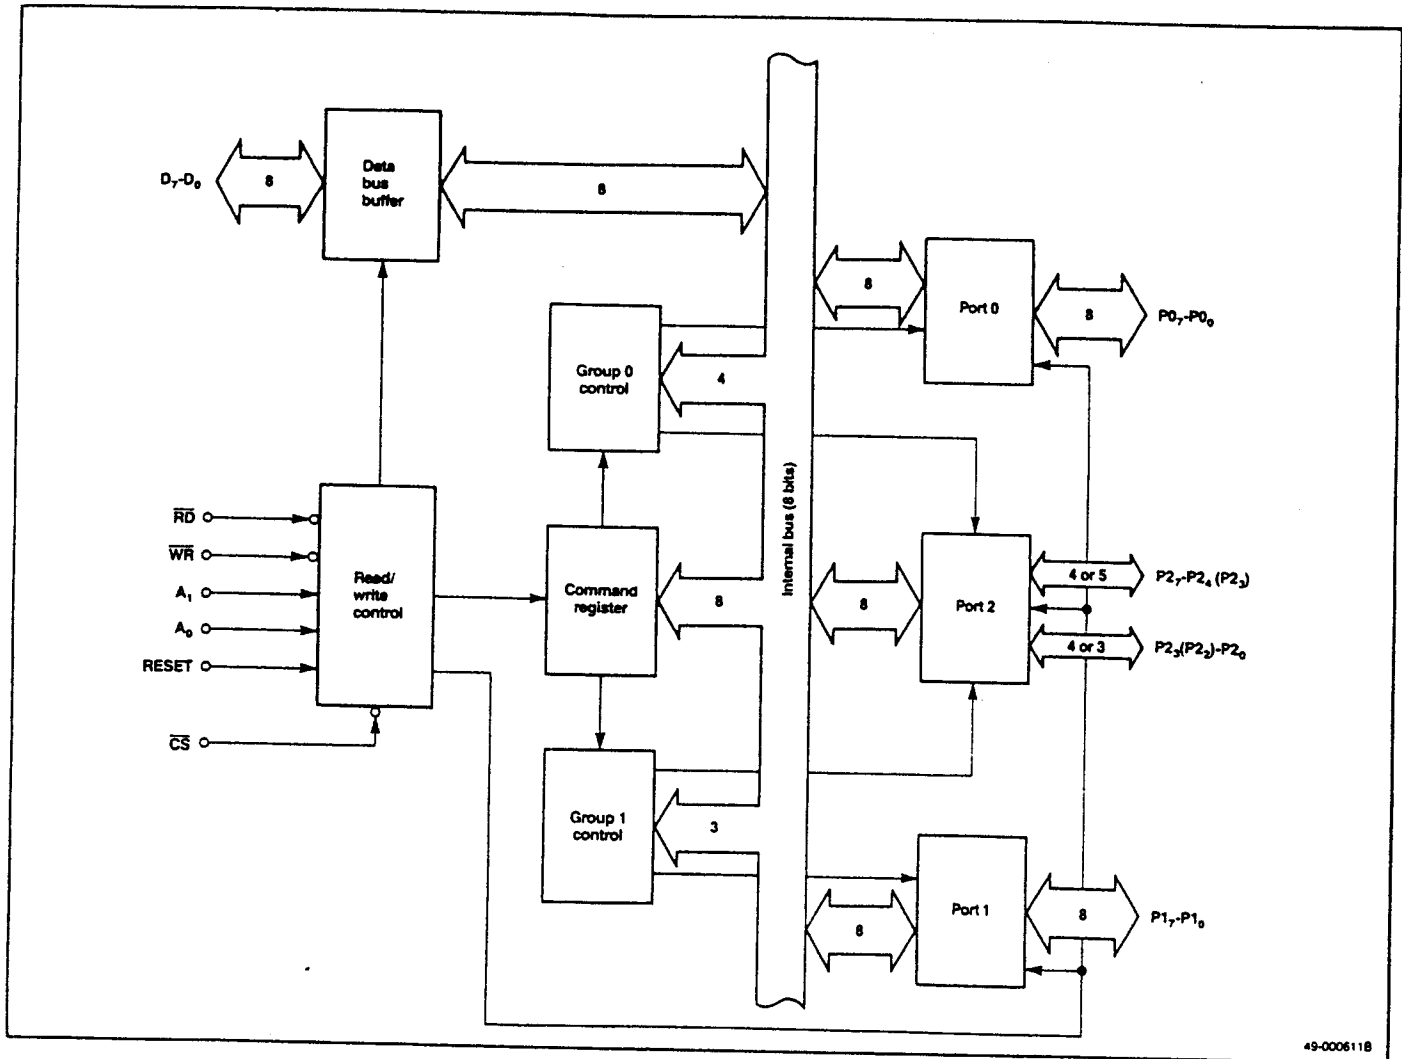 Data
bus
buffer
D7-D0
8
8
8
Port 0
8
P07-P00
Group 0
control
4
Internal bus (8 bits)
RD
WR
A1
A0
RESET
CS
Read/
write
control
Command
register
8
8
Port 2
4 or 5
P27-P24 (P23)
4 or 3
P23(P22)-P20
Group 1
control
3
8
Port 1
8
P17-P10
49-000611B